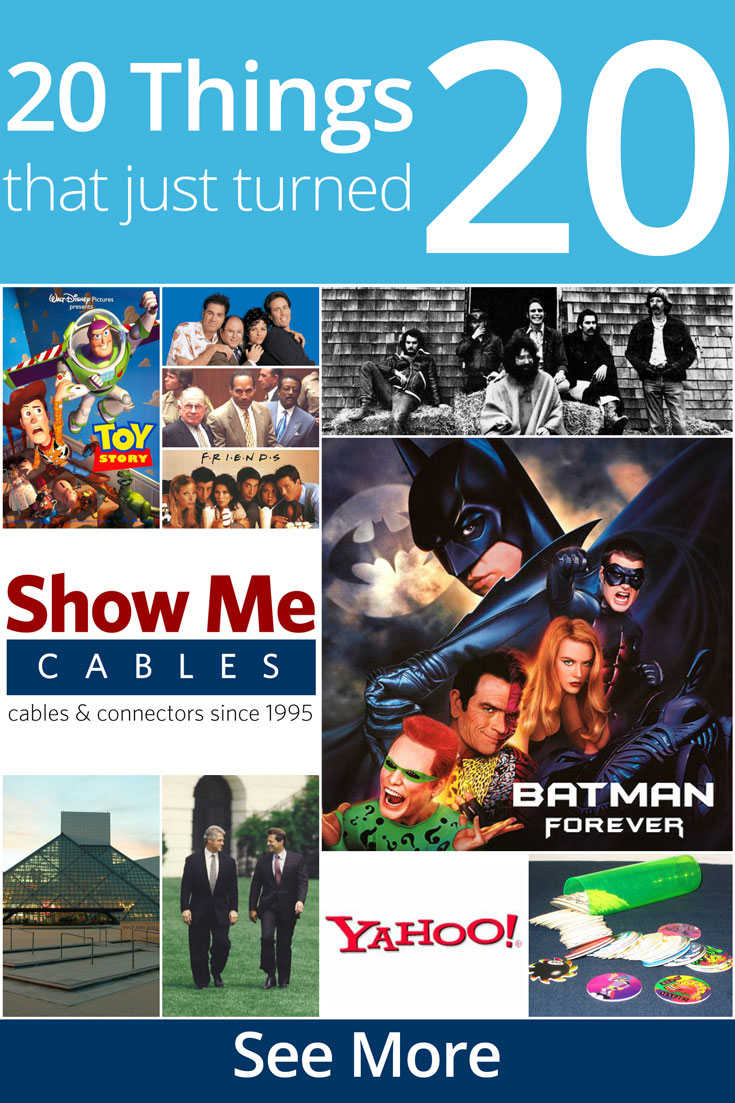 20 Things
that just turned
20
WALT DISNEY Pictures
presents
TOY
STORY
F·R·I·E·N·D·S
Show Me
CABLES
cables & connectors since 1995
BATMAN
FOREVER
YAHOO!
See More